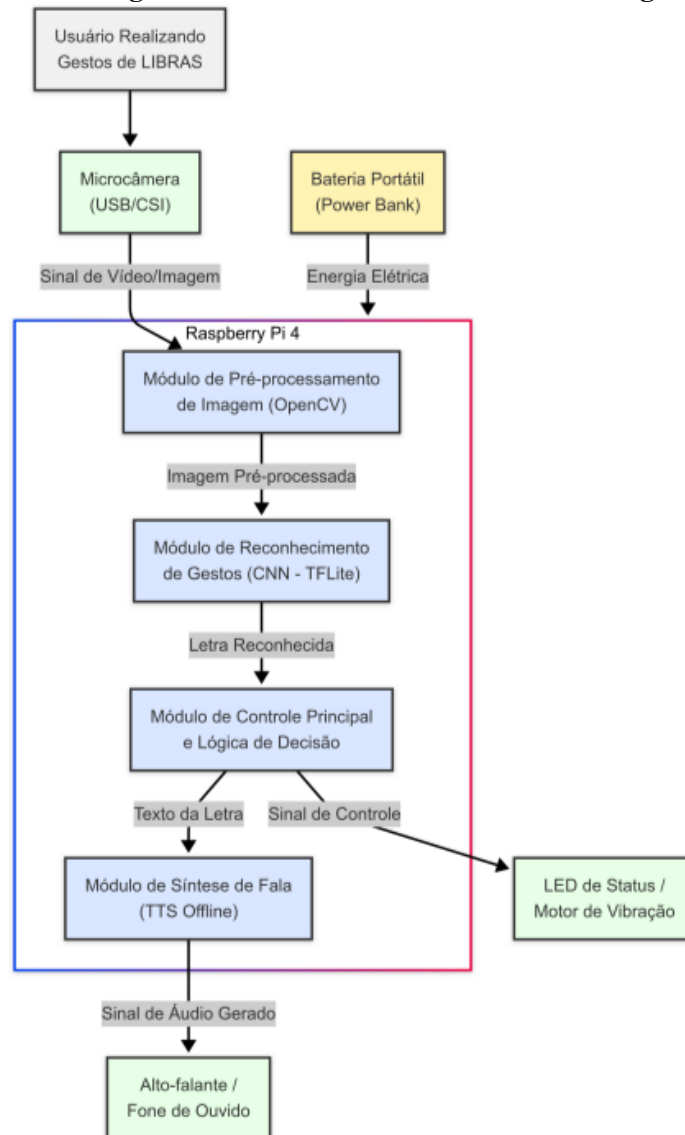 Usuário Realizando
Gestos de LIBRAS
Microcâmera
(USB/CSI)
Bateria Portátil
(Power Bank)
Sinal de Vídeo/Imagem
Energia Elétrica
Raspberry Pi 4
Módulo de Pré-processamento
de Imagem (OpenCV)
Imagem Pré-processada
Módulo de Reconhecimento
de Gestos (CNN - TFLite)
Letra Reconhecida
Módulo de Controle Principal
e Lógica de Decisão
Texto da Letra
Sinal de Controle
Módulo de Síntese de Fala
(TTS Offline)
LED de Status /
Motor de Vibração
Sinal de Áudio Gerado
Alto-falante /
Fone de Ouvido